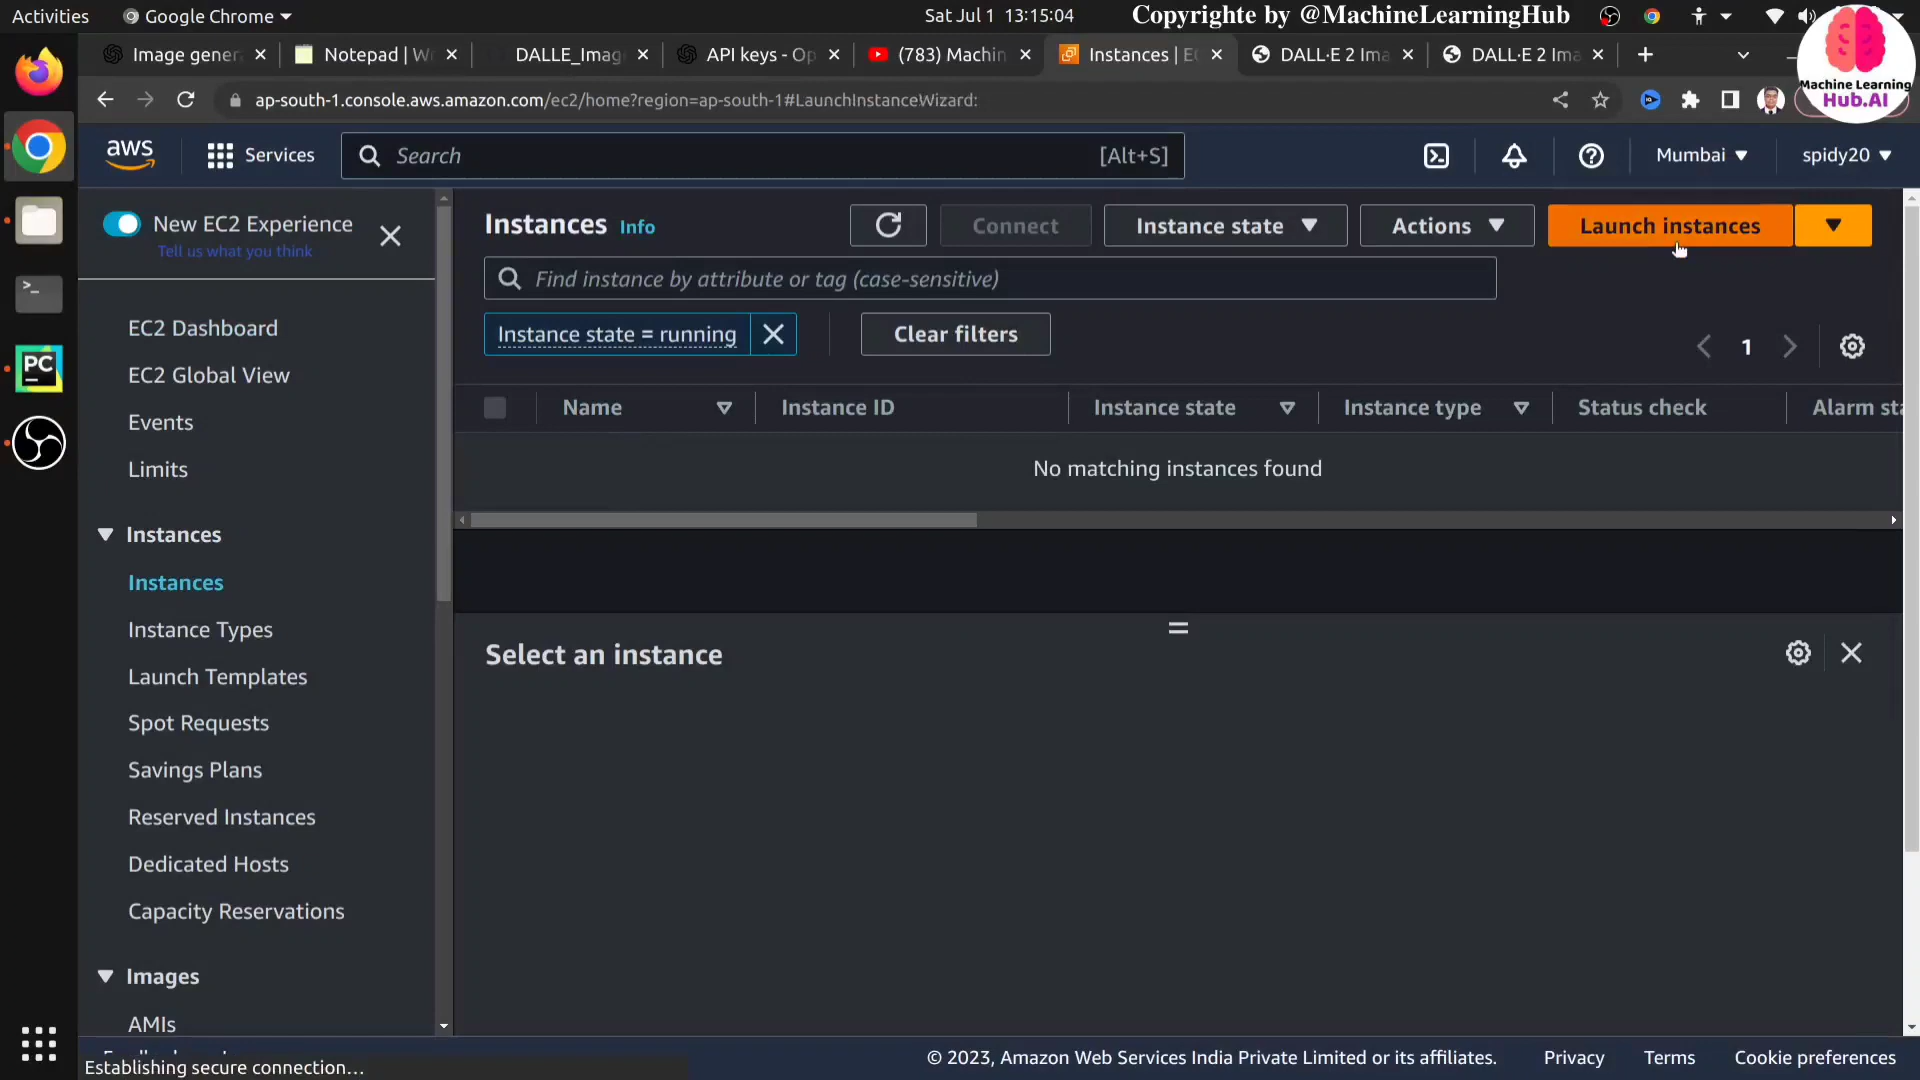 Activities
Google Chrome
Sat Jul 1 13:15:04
Copyrighte by @MachineLearningHub
Image gener
Notepad | W
DALLE_Imag
API keys - Op
(783) Machin
Instances | EC
DALL·E 2 Ima
DALL·E 2 Ima
Machine Learning
Hub.AI
ap-south-1.console.aws.amazon.com/ec2/home?region=ap-south-1#LaunchInstanceWizard:
aws
Services
Search
[Alt+S]
Mumbai
spidy20
New EC2 Experience
Tell us what you think
EC2 Dashboard
EC2 Global View
Events
Limits
Instances
Instances
Instance Types
Launch Templates
Spot Requests
Savings Plans
Reserved Instances
Dedicated Hosts
Capacity Reservations
Images
AMIs
Instances Info
Connect
Instance state
Actions
Launch instances
Find instance by attribute or tag (case-sensitive)
Instance state = running
Clear filters
1
Name
Instance ID
Instance state
Instance type
Status check
Alarm sta
No matching instances found
Select an instance
PC
Establishing secure connection...
© 2023, Amazon Web Services India Private Limited or its affiliates.
Privacy
Terms
Cookie preferences